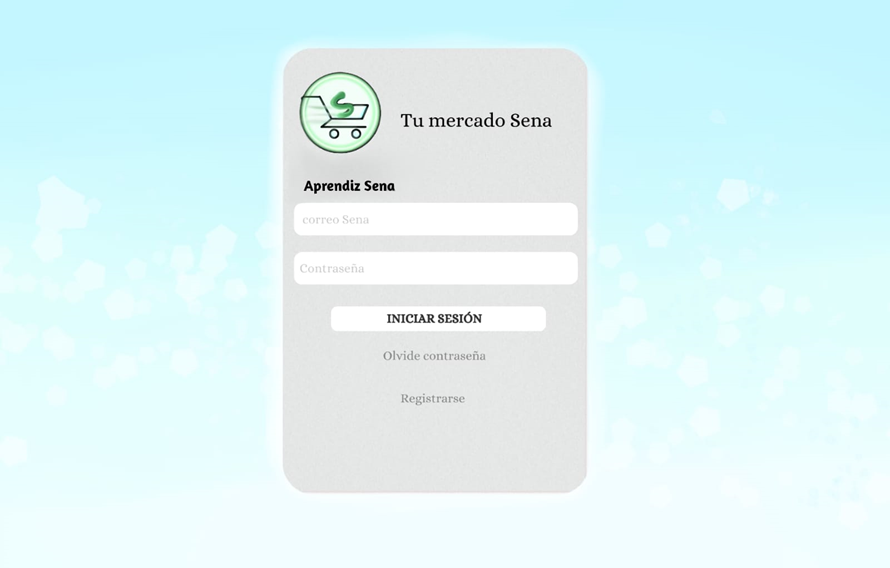 S
Tu mercado Sena
Aprendiz Sena
correo Sena
Contraseña
INICIAR SESIÓN
Olvide contraseña
Registrarse